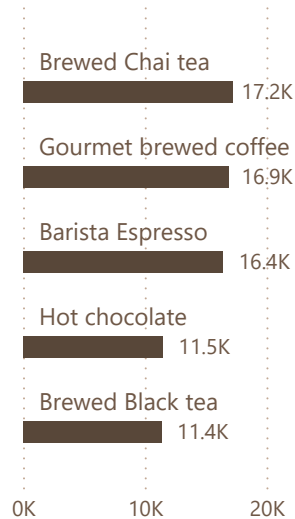 Brewed Chai tea
17.2K
Gourmet brewed coffee
16.9K
Barista Espresso
16.4K
Hot chocolate
11.5K
Brewed Black tea
11.4K
0K 10K 20K